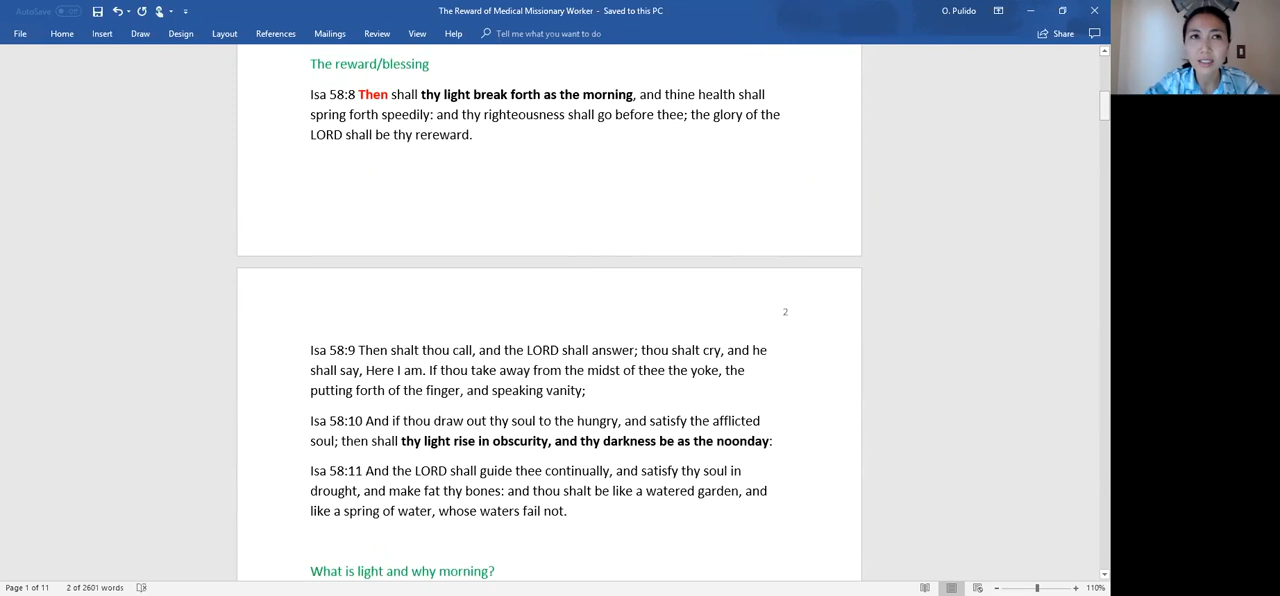 AutoSave Off
The Reward of Medical Missionary Worker - Saved to this PC
O. Pulido
File Home Insert Draw Design Layout References Mailings Review View Help Tell me what you want to do Share
The reward/blessing
Isa 58:8 Then shall thy light break forth as the morning, and thine health shall
spring forth speedily: and thy righteousness shall go before thee; the glory of the
LORD shall be thy rereward.
2
Isa 58:9 Then shalt thou call, and the LORD shall answer; thou shalt cry, and he
shall say, Here I am. If thou take away from the midst of thee the yoke, the
putting forth of the finger, and speaking vanity;
Isa 58:10 And if thou draw out thy soul to the hungry, and satisfy the afflicted
soul; then shall thy light rise in obscurity, and thy darkness be as the noonday:
Isa 58:11 And the LORD shall guide thee continually, and satisfy thy soul in
drought, and make fat thy bones: and thou shalt be like a watered garden, and
like a spring of water, whose waters fail not.
What is light and why morning?
Page 1 of 11 2 of 2601 words 110%